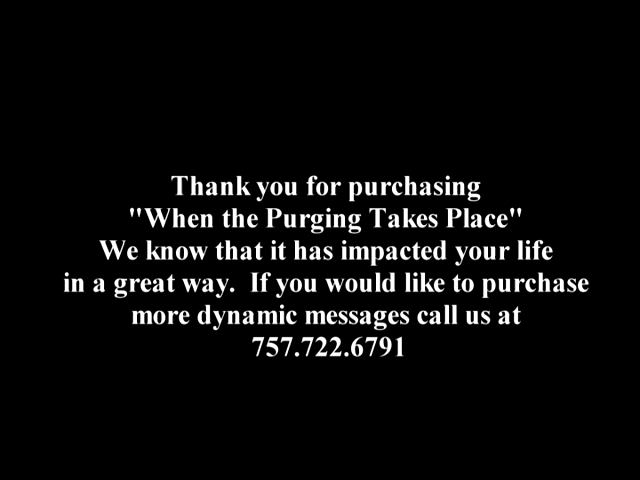 Thank you for purchasing
"When the Purging Takes Place"
We know that it has impacted your life
in a great way.  If you would like to purchase
more dynamic messages call us at
757.722.6791